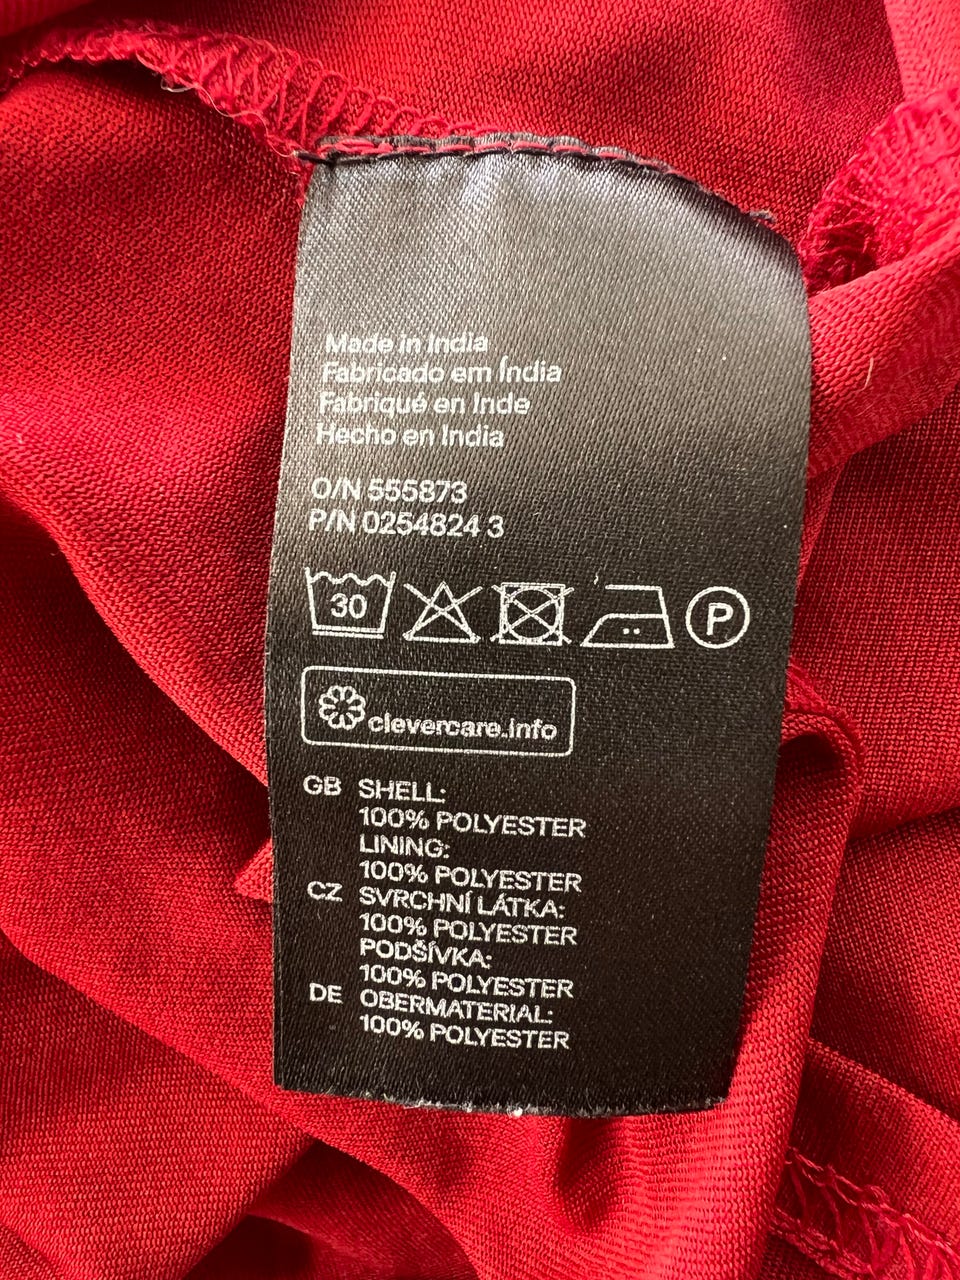 Made in India
Fabricado em Índia
Fabriqué en Inde
Hecho en India
O/N 555873
P/N 0254824 3
30 P
clevercare.info
GB SHELL:
100% POLYESTER
LINING:
100% POLYESTER
CZ SVRCHNÍ LÁTKA:
100% POLYESTER
PODŠÍVKA:
100% POLYESTER
DE OBERMATERIAL:
100% POLYESTER